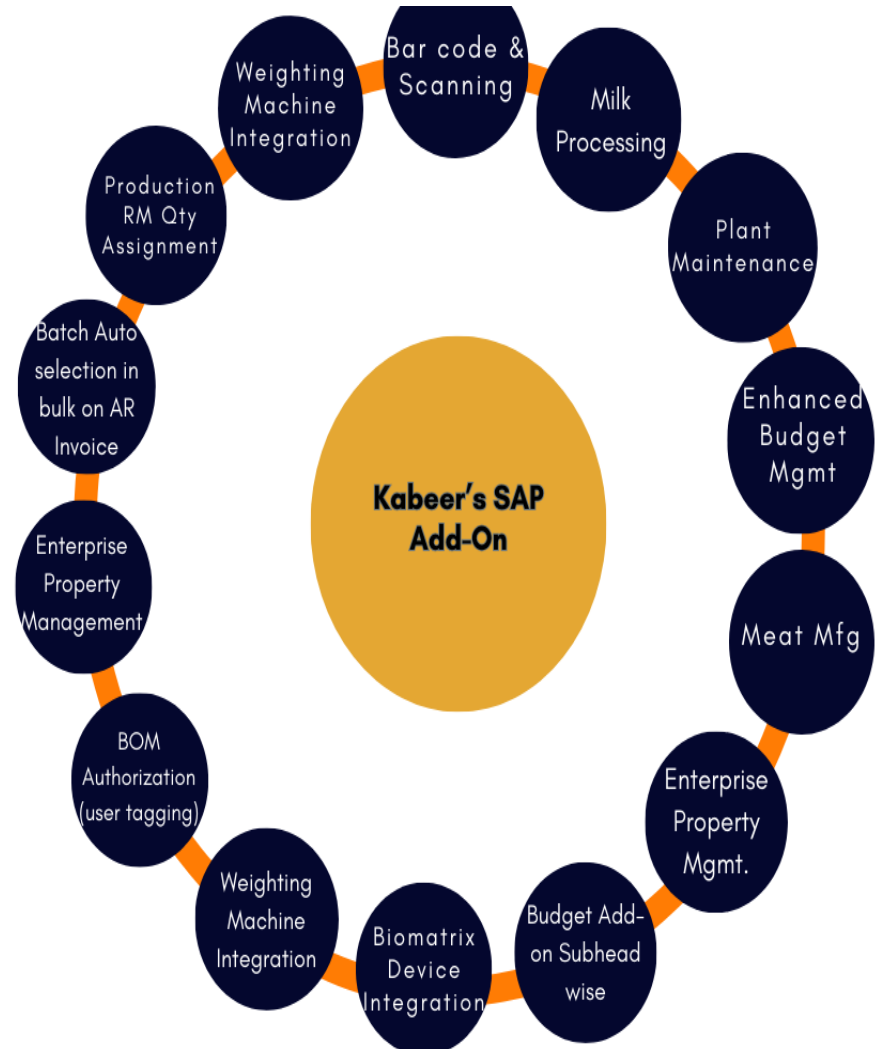 Bar code &
Scanning
Milk
Processing
Plant
Maintenance
Enhanced
Budget
Mgmt
Meat Mfg
Enterprise
Property
Mgmt.
Budget Add-
on Subhead
wise
Biomatrix
Device
Integration
Weighting
Machine
Integration
BOM
Authorization
(user tagging)
Enterprise
Property
Management
Batch Auto
selection in
bulk on AR
Invoice
Production
RM Qty
Assignment
Weighting
Machine
Integration
Kabeer's SAP
Add-On